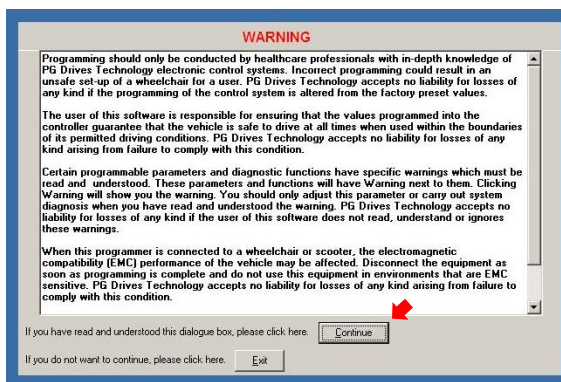 WARNING
Programming should only be conducted by healthcare professionals with in-depth knowledge of
PG Drives Technology electronic control systems. Incorrect programming could result in an
unsafe set-up of a wheelchair for a user. PG Drives Technology accepts no liability for losses of
any kind if the programming of the control system is altered from the factory preset values.
The user of this software is responsible for ensuring that the values programmed into the
controller guarantee that the vehicle is safe to drive at all times when used within the boundaries
of its permitted driving conditions. PG Drives Technology accepts no liability for losses of any
kind arising from failure to comply with this condition.
Certain programmable parameters and diagnostic functions have specific warnings which must be
read and understood. These parameters and functions will have Warning next to them. Clicking
Warning will show you the warning. You should only adjust this parameter or carry out system
diagnosis when you have read and understood the warning. PG Drives Technology accepts no
liability for losses of any kind if the user of this software does not read, understand or ignores
these warnings.
When this programmer is connected to a wheelchair or scooter, the electromagnetic
compatibility (EMC) performance of the vehicle may be affected. Disconnect the equipment as
soon as programming is complete and do not use this equipment in environments that are EMC
sensitive. PG Drives Technology accepts no liability for losses of any kind arising from failure to
comply with this condition.
If you have read and understood this dialogue box, please click here. Continue
If you do not want to continue, please click here. Exit